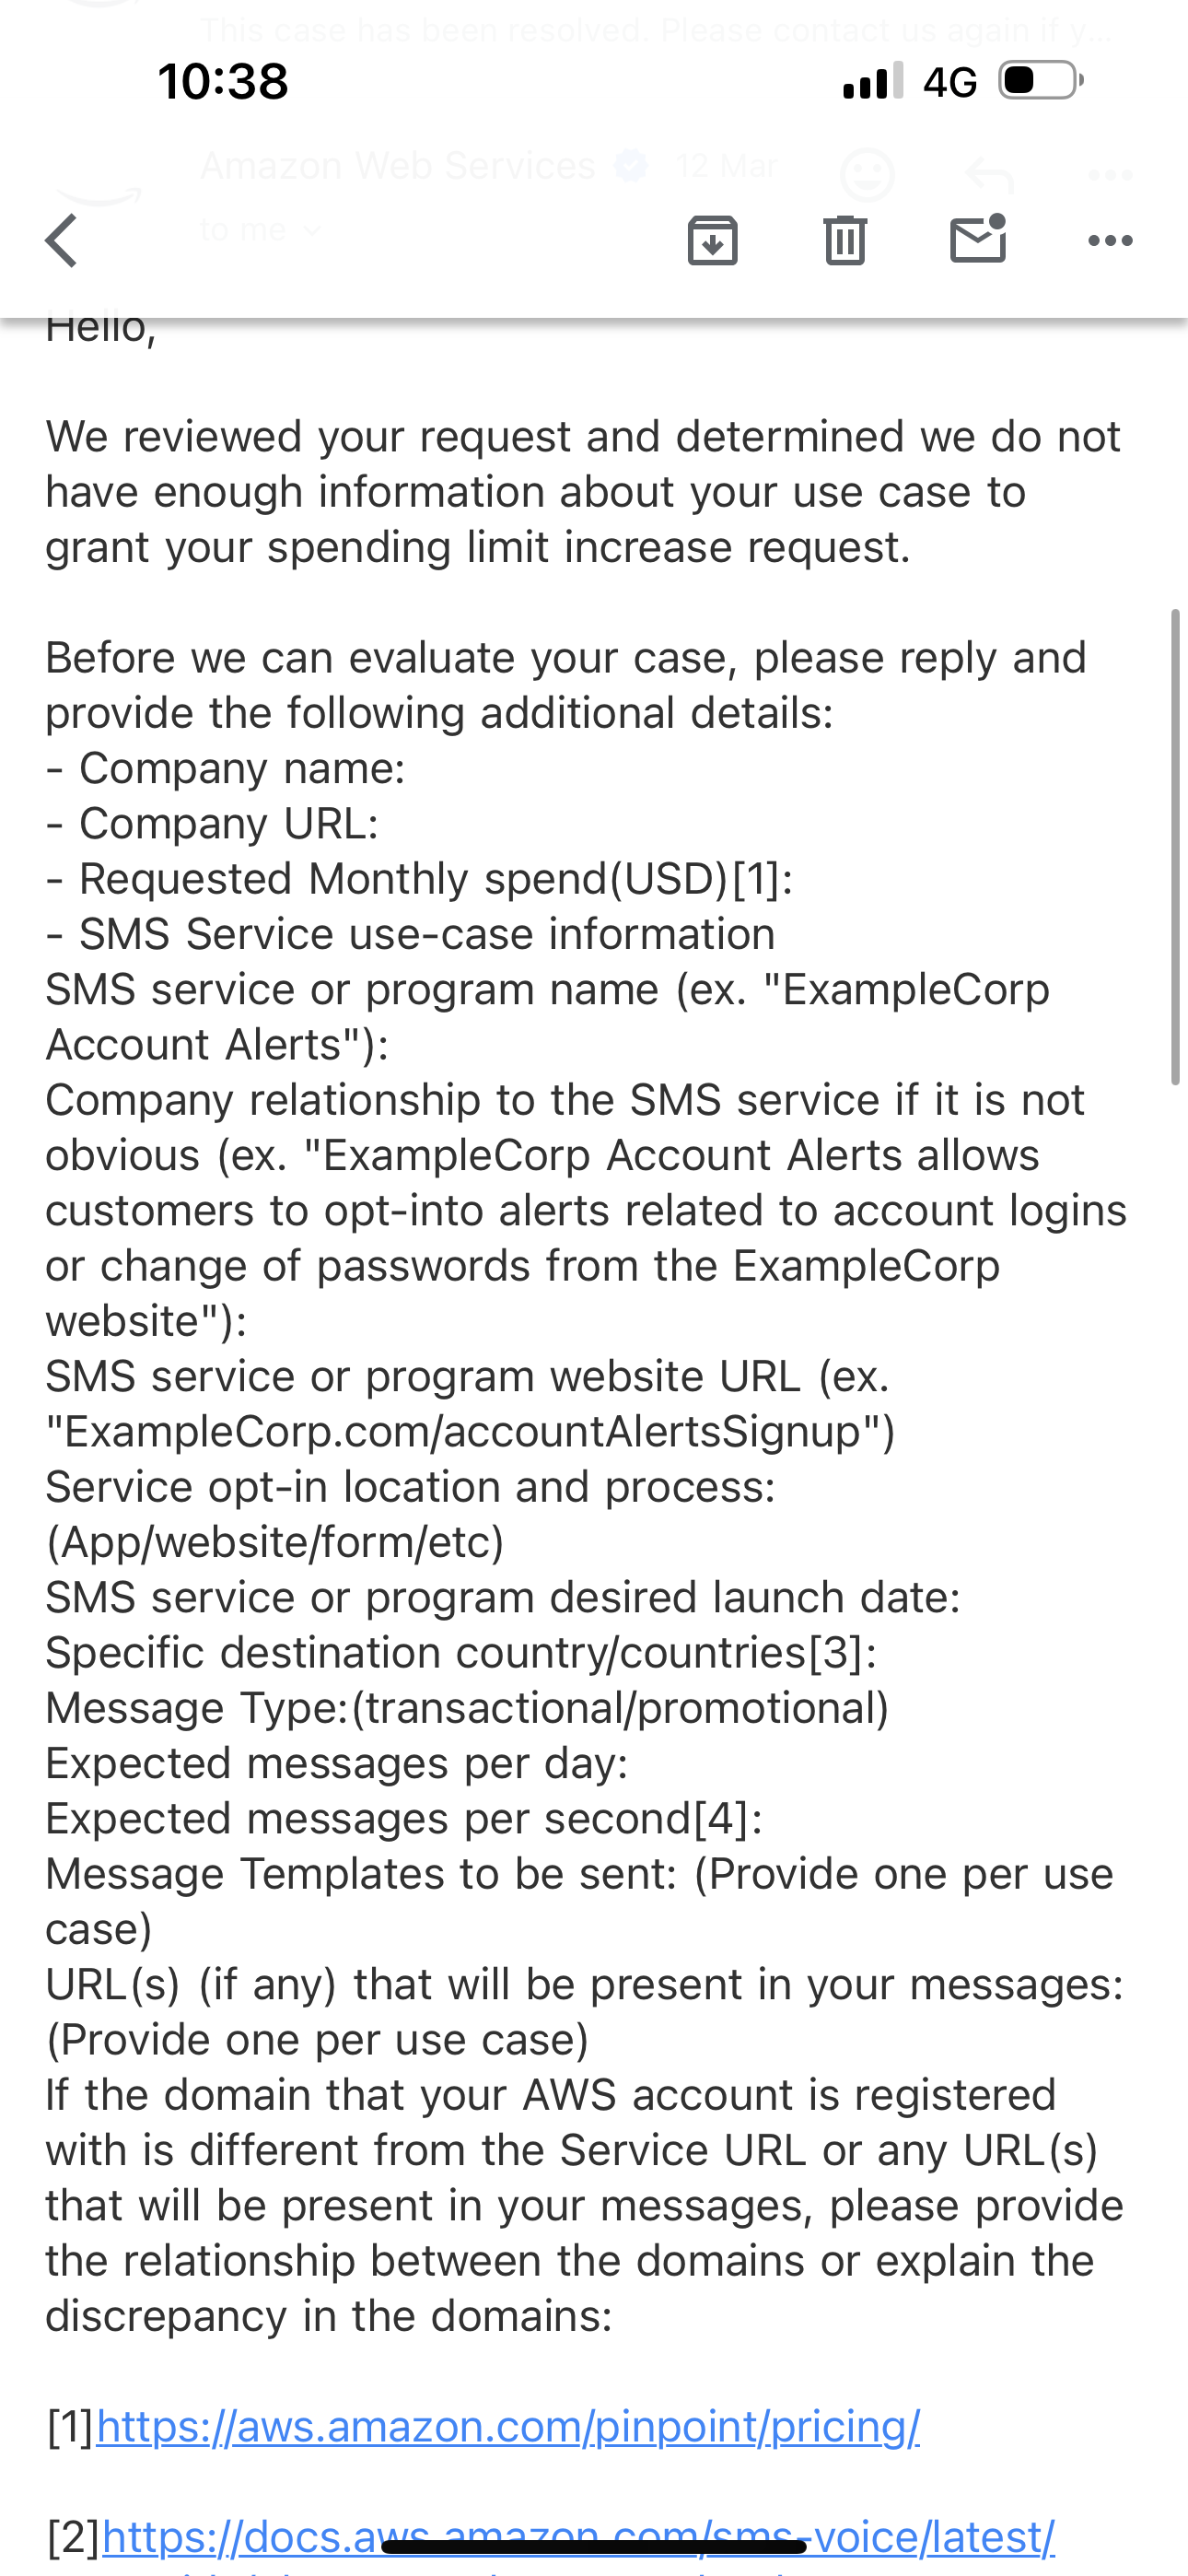 This case has been resolved. Please contact us again if y...
10:38
4G
Amazon Web Services 12 Mar
to me
Hello,
We reviewed your request and determined we do not
have enough information about your use case to
grant your spending limit increase request.
Before we can evaluate your case, please reply and
provide the following additional details:
- Company name:
- Company URL:
- Requested Monthly spend(USD)[1]:
- SMS Service use-case information
SMS service or program name (ex. "ExampleCorp
Account Alerts"):
Company relationship to the SMS service if it is not
obvious (ex. "ExampleCorp Account Alerts allows
customers to opt-into alerts related to account logins
or change of passwords from the ExampleCorp
website"):
SMS service or program website URL (ex.
"ExampleCorp.com/accountAlertsSignup")
Service opt-in location and process:
(App/website/form/etc)
SMS service or program desired launch date:
Specific destination country/countries[3]:
Message Type:(transactional/promotional)
Expected messages per day:
Expected messages per second[4]:
Message Templates to be sent: (Provide one per use
case)
URL(s) (if any) that will be present in your messages:
(Provide one per use case)
If the domain that your AWS account is registered
with is different from the Service URL or any URL(s)
that will be present in your messages, please provide
the relationship between the domains or explain the
discrepancy in the domains:
[1]https://aws.amazon.com/pinpoint/pricing/
[2]https://docs.aws.amazon.com/sms-voice/latest/